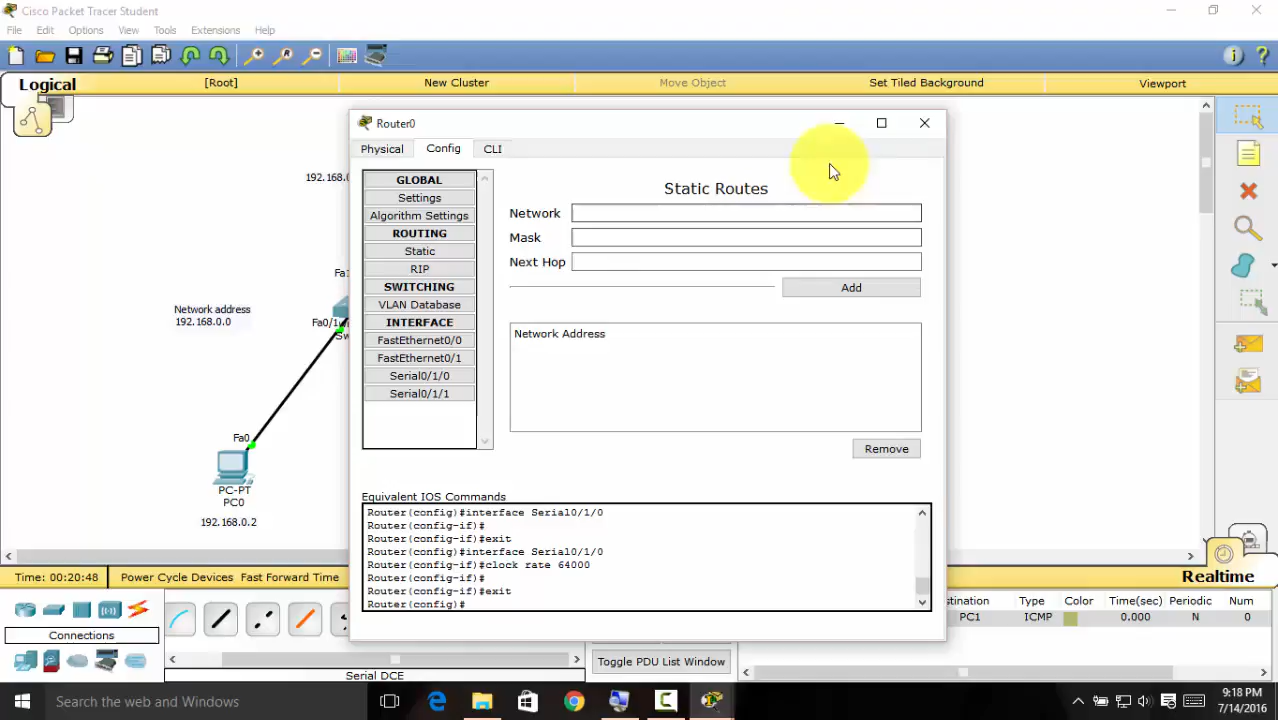 Cisco Packet Tracer Student
File Edit Options View Tools Extensions Help
Logical [Root] New Cluster Move Object Set Tiled Background Viewport
192.168.0.
Network address
192.168.0.0
Fa0/1
Fa0
PC-PT
PC0
192.168.0.2
Router0
Physical Config CLI
GLOBAL
Settings
Algorithm Settings
ROUTING
Static
RIP
SWITCHING
VLAN Database
INTERFACE
FastEthernet0/0
FastEthernet0/1
Serial0/1/0
Serial0/1/1
Static Routes
Network
Mask
Next Hop
Add
Network Address
Remove
Equivalent IOS Commands
Router(config)#interface Serial0/1/0
Router(config-if)#
Router(config-if)#exit
Router(config)#interface Serial0/1/0
Router(config-if)#clock rate 64000
Router(config-if)#
Router(config-if)#exit
Router(config)#
Time: 00:20:48 Power Cycle Devices Fast Forward Time Realtime
Connections
Serial DCE
Toggle PDU List Window
stination Type Color Time(sec) Periodic Num
PC1 ICMP 0.000 N 0
Search the web and Windows
9:18 PM
7/14/2016